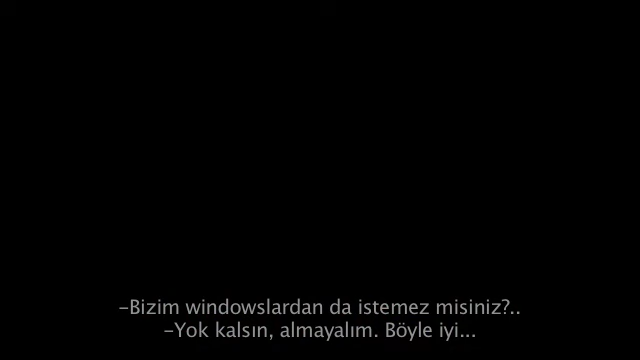 -Bizim windowslardan da istemez misiniz?..
-Yok kalsın, almayalım. Böyle iyi...